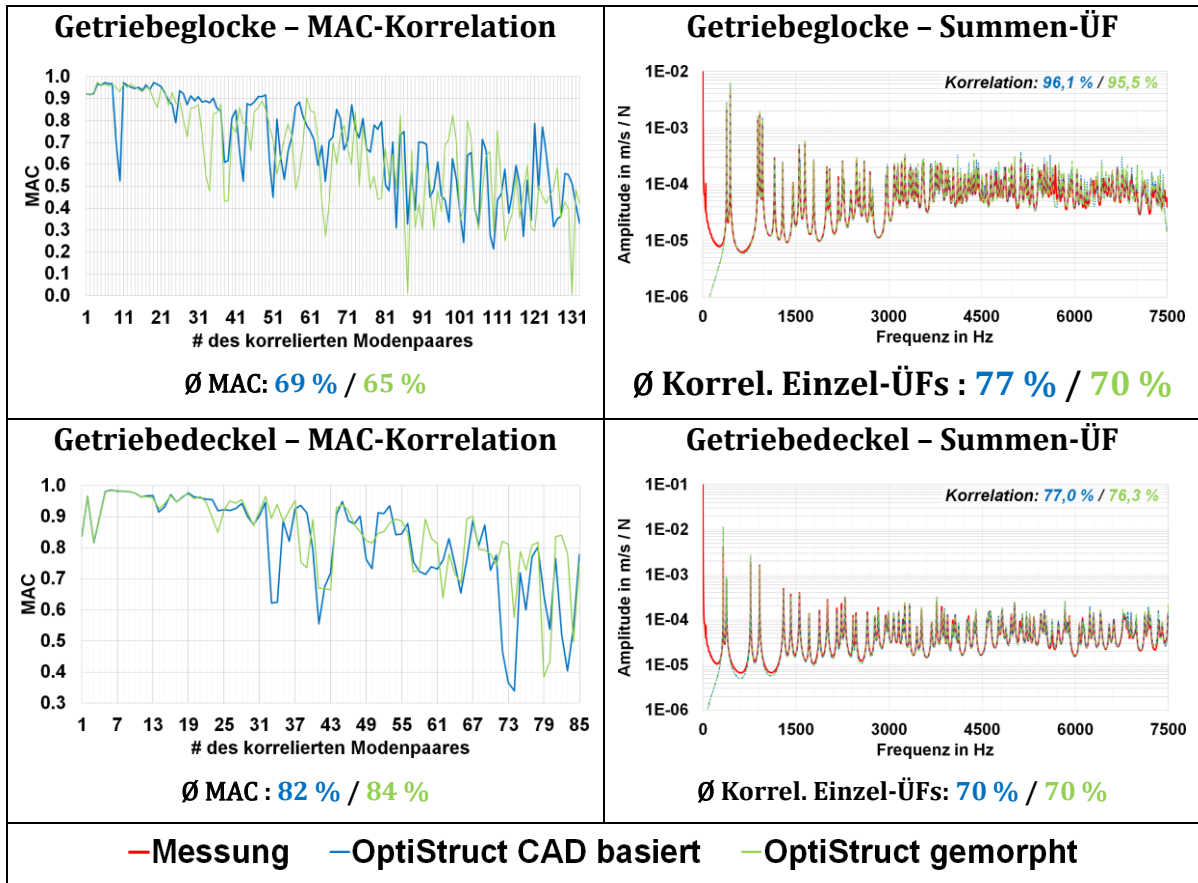 Getriebeglocke – MAC-Korrelation
MAC
1.0
0.9
0.8
0.7
0.6
0.5
0.4
0.3
0.2
0.1
0.0
1 11 21 31 41 51 61 71 81 91 101 111 121 131
# des korrelierten Modenpaares
Ø MAC: 69 % / 65 %
Getriebeglocke – Summen-ÜF
Korrelation: 96,1 % / 95,5 %
Amplitude in m/s / N
1E-02
1E-03
1E-04
1E-05
1E-06
0 1500 3000 4500 6000 7500
Frequenz in Hz
Ø Korrel. Einzel-ÜFs : 77 % / 70 %
Getriebedeckel – MAC-Korrelation
MAC
1.0
0.9
0.8
0.7
0.6
0.5
0.4
0.3
1 7 13 19 25 31 37 43 49 55 61 67 73 79 85
# des korrelierten Modenpaares
Ø MAC : 82 % / 84 %
Getriebedeckel – Summen-ÜF
Korrelation: 77,0 % / 76,3 %
Amplitude in m/s / N
1E-01
1E-02
1E-03
1E-04
1E-05
1E-06
0 1500 3000 4500 6000 7500
Frequenz in Hz
Ø Korrel. Einzel-ÜFs: 70 % / 70 %
Messung OptiStruct CAD basiert OptiStruct gemorpht